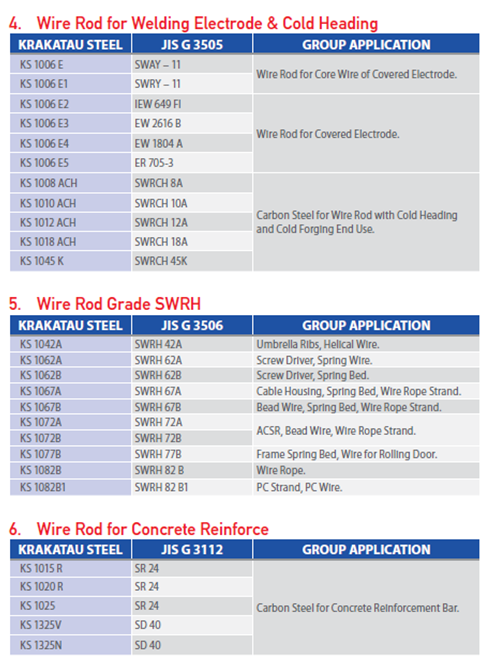 4. Wire Rod for Welding Electrode & Cold Heading
KRAKATAU STEEL JIS G 3505 GROUP APPLICATION
KS 1006 E SWAY – 11 Wire Rod for Core Wire of Covered Electrode.
KS 1006 E1 SWRY – 11
KS 1006 E2 IEW 649 FI Wire Rod for Covered Electrode.
KS 1006 E3 EW 2616 B
KS 1006 E4 EW 1804 A
KS 1006 E5 ER 705-3
KS 1008 ACH SWRCH 8A Carbon Steel for Wire Rod with Cold Heading
and Cold Forging End Use.
KS 1010 ACH SWRCH 10A
KS 1012 ACH SWRCH 12A
KS 1018 ACH SWRCH 18A
KS 1045 K SWRCH 45K
5. Wire Rod Grade SWRH
KRAKATAU STEEL JIS G 3506 GROUP APPLICATION
KS 1042A SWRH 42A Umbrella Ribs, Helical Wire.
KS 1062A SWRH 62A Screw Driver, Spring Wire.
KS 1062B SWRH 62B Screw Driver, Spring Bed.
KS 1067A SWRH 67A Cable Housing, Spring Bed, Wire Rope Strand.
KS 1067B SWRH 67B Bead Wire, Spring Bed, Wire Rope Strand.
KS 1072A SWRH 72A ACSR, Bead Wire, Wire Rope Strand.
KS 1072B SWRH 72B
KS 1077B SWRH 77B Frame Spring Bed, Wire for Rolling Door.
KS 1082B SWRH 82 B Wire Rope.
KS 1082B1 SWRH 82 B1 PC Strand, PC Wire.
6. Wire Rod for Concrete Reinforce
KRAKATAU STEEL JIS G 3112 GROUP APPLICATION
KS 1015 R SR 24 Carbon Steel for Concrete Reinforcement Bar.
KS 1020 R SR 24
KS 1025 SR 24
KS 1325V SD 40
KS 1325N SD 40